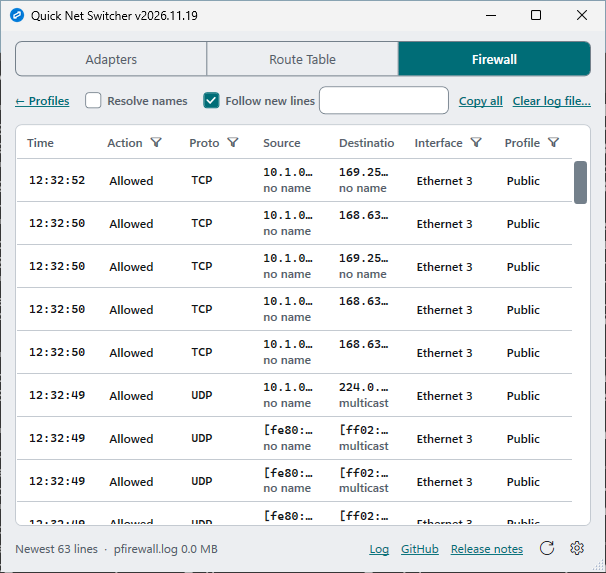 Quick Net Switcher v2026.11.19
Adapters Route Table Firewall
← Profiles Resolve names Follow new lines Copy all Clear log file...
Time Action Proto Source Destinatio Interface Profile
12:32:52 Allowed TCP 10.1.0… 169.25… Ethernet 3 Public
no name no name
12:32:50 Allowed TCP 10.1.0… 168.63… Ethernet 3 Public
no name
12:32:50 Allowed TCP 10.1.0… 169.25… Ethernet 3 Public
no name no name
12:32:50 Allowed TCP 10.1.0… 168.63… Ethernet 3 Public
no name
12:32:50 Allowed TCP 10.1.0… 168.63… Ethernet 3 Public
no name
12:32:49 Allowed UDP 10.1.0… 224.0.… Ethernet 3 Public
no name multicast
12:32:49 Allowed UDP [fe80:… [ff02:… Ethernet 3 Public
no name multicast
12:32:49 Allowed UDP [fe80:… [ff02:… Ethernet 3 Public
no name multicast
12:32:49 Allowed UDP [fe80:… [ff02:… Ethernet 3 Public
Newest 63 lines · pfirewall.log 0.0 MB Log GitHub Release notes